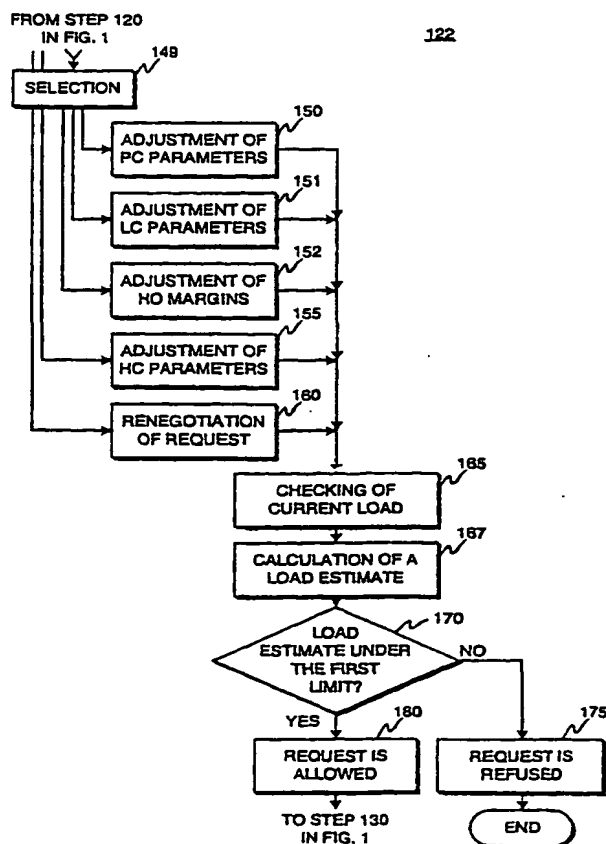 FROM STEP 120
IN FIG. 1
122
149
SELECTION
150
ADJUSTMENT OF
PC PARAMETERS
151
ADJUSTMENT OF
LC PARAMETERS
152
ADJUSTMENT OF
HO MARGINS
155
ADJUSTMENT OF
HC PARAMETERS
160
RENEGOTIATION
OF REQUEST
165
CHECKING OF
CURRENT LOAD
167
CALCULATION OF A
LOAD ESTIMATE
170
LOAD
ESTIMATE UNDER
THE FIRST
LIMIT?
NO
YES
180
REQUEST IS
ALLOWED
175
REQUEST IS
REFUSED
TO STEP 130
IN FIG. 1
END